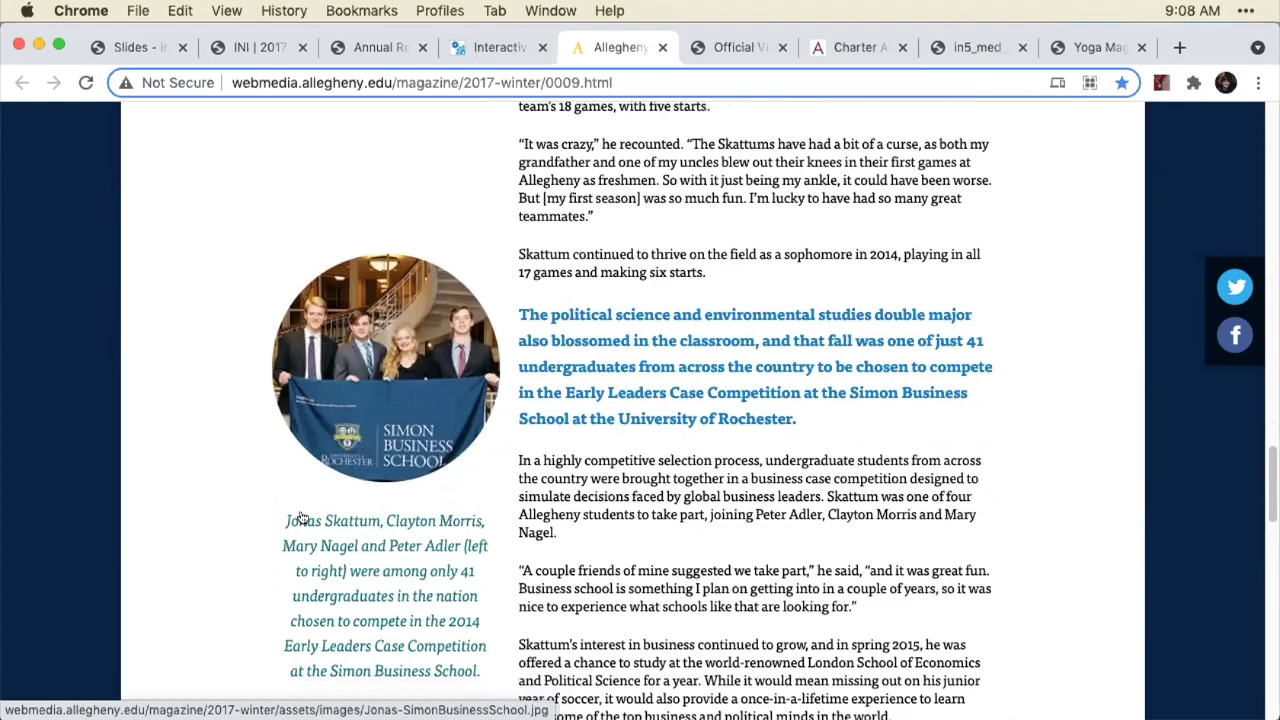 Chrome File Edit View History Bookmarks Profiles Tab Window Help 9:08 AM
Slides - in INI | 2017 Annual Re Interactiv Allegheny Official Vi Charter A in5_med Yoga Mag
Not Secure webmedia.allegheny.edu/magazine/2017-winter/0009.html
team’s 18 games, with five starts.
“It was crazy,” he recounted. “The Skattums have had a bit of a curse, as both my
grandfather and one of my uncles blew out their knees in their first games at
Allegheny as freshmen. So with it just being my ankle, it could have been worse.
But [my first season] was so much fun. I’m lucky to have had so many great
teammates.”
Skattum continued to thrive on the field as a sophomore in 2014, playing in all
17 games and making six starts.
The political science and environmental studies double major
also blossomed in the classroom, and that fall was one of just 41
undergraduates from across the country to be chosen to compete
in the Early Leaders Case Competition at the Simon Business
School at the University of Rochester.
SIMON
BUSINESS
SCHOOL
ROCHESTER
Jonas Skattum, Clayton Morris,
Mary Nagel and Peter Adler (left
to right) were among only 41
undergraduates in the nation
chosen to compete in the 2014
Early Leaders Case Competition
at the Simon Business School.
In a highly competitive selection process, undergraduate students from across
the country were brought together in a business case competition designed to
simulate decisions faced by global business leaders. Skattum was one of four
Allegheny students to take part, joining Peter Adler, Clayton Morris and Mary
Nagel.
“A couple friends of mine suggested we take part,” he said, “and it was great fun.
Business school is something I plan on getting into in a couple of years, so it was
nice to experience what schools like that are looking for.”
Skattum’s interest in business continued to grow, and in spring 2015, he was
offered a chance to study at the world-renowned London School of Economics
and Political Science for a year. While it would mean missing out on his junior
year of soccer, it would also provide a once-in-a-lifetime experience to learn
some of the top business and political minds in the world.
webmedia.allegheny.edu/magazine/2017-winter/assets/images/Jonas-SimonBusinessSchool.jpg